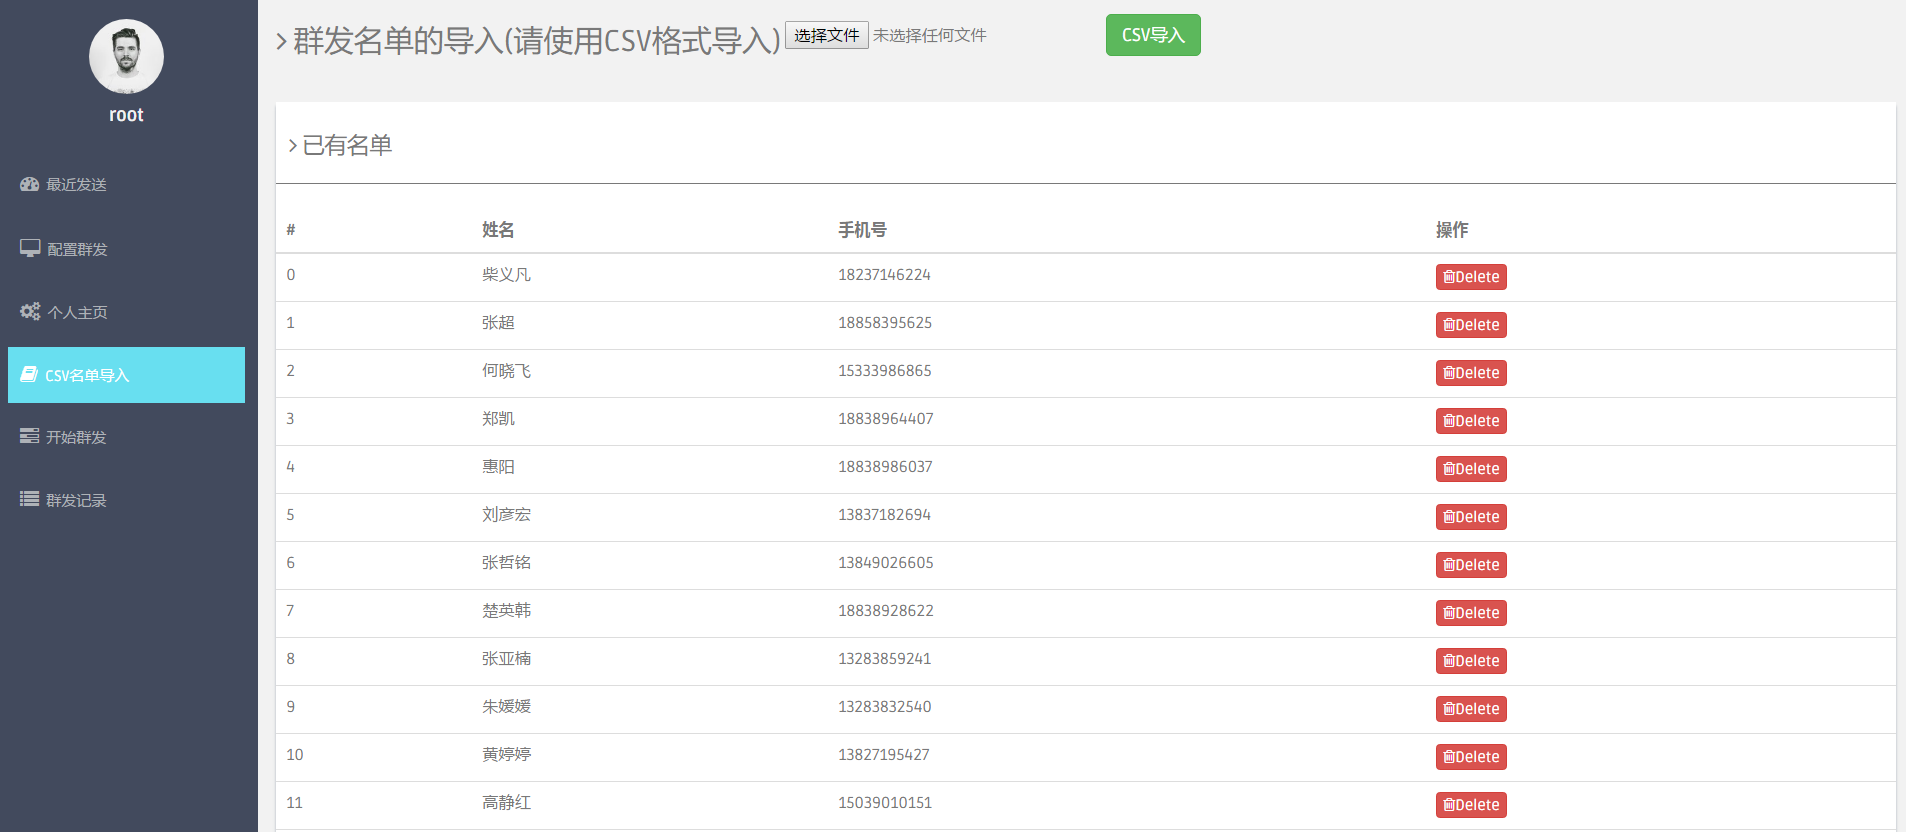 root
最近发送
配置群发
个人主页
CSV名单导入
开始群发
群发记录
群发名单的导入(请使用CSV格式导入) 选择文件 未选择任何文件 CSV导入
已有名单
# 姓名 手机号 操作
0 柴义凡 18237146224 Delete
1 张超 18858395625 Delete
2 何晓飞 15333986865 Delete
3 郑凯 18838964407 Delete
4 惠阳 18838986037 Delete
5 刘彦宏 13837182694 Delete
6 张哲铭 13849026605 Delete
7 楚英韩 18838928622 Delete
8 张亚楠 13283859241 Delete
9 朱媛媛 13283832540 Delete
10 黄婷婷 13827195427 Delete
11 高静红 15039010151 Delete